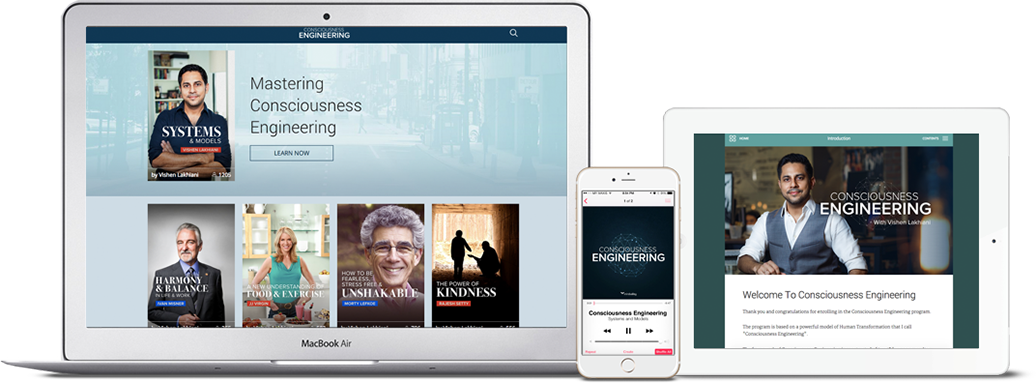 CONSCIOUSNESS
ENGINEERING
Mastering
Consciousness
Engineering
LEARN NOW
SYSTEMS
& MODELS
VISHEN LAKHIANI
by Vishen Lakhiani 1205
HARMONY
& BALANCE
IN LIFE & WORK
IVAN MISNER
A NEW UNDERSTANDING OF
FOOD & EXERCISE
JJ VIRGIN
HOW TO BE
FEARLESS,
STRESS FREE &
UNSHAKABLE
MORTY LEFKOE
THE POWER OF
KINDNESS
RAJESH SETTY
MacBook Air
1 of 2
CONSCIOUSNESS
ENGINEERING
Consciousness Engineering
Systems and Models
HOME
Introduction
CONTENTS
CONSCIOUSNESS
ENGINEERING
- With Vishen Lakhiani
Welcome To Consciousness Engineering
Thank you and congratulations for enrolling in the Consciousness Engineering program
The program is based on a powerful model of Human Transformation that I call
"Consciousness Engineering".